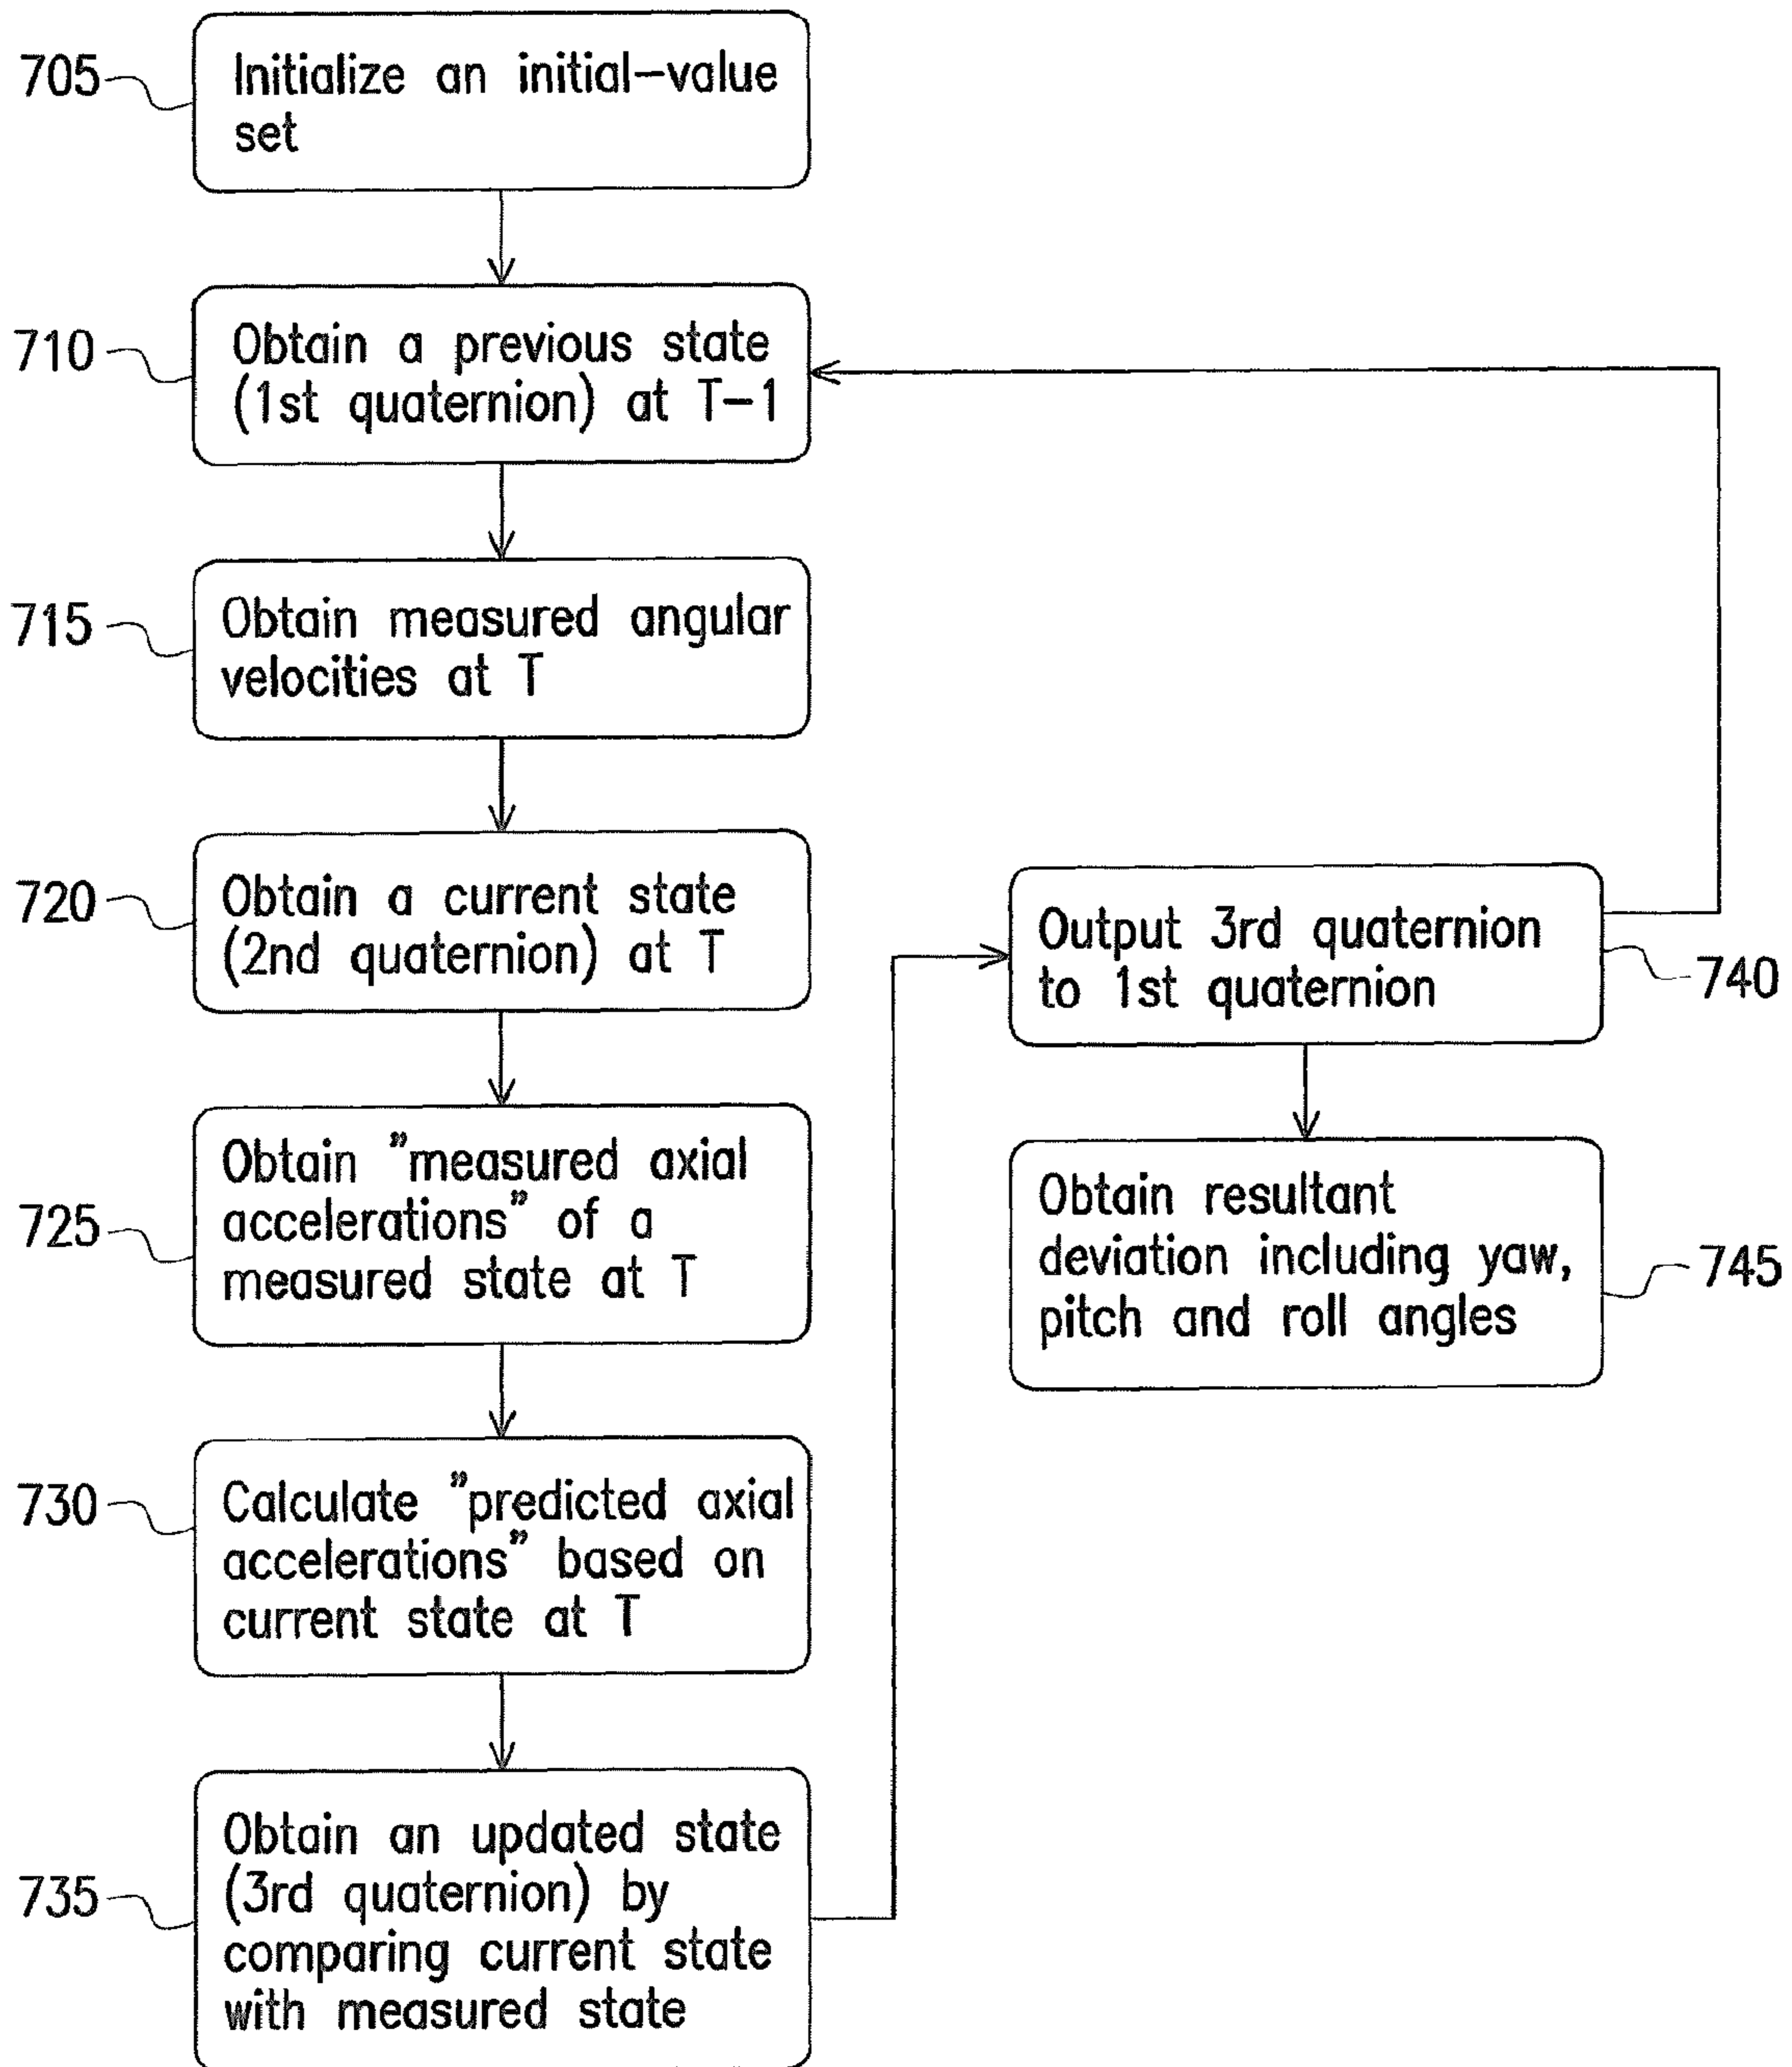 705
Initialize an initial-value
set
710
Obtain a previous state
(1st quaternion) at T-1
715
Obtain measured angular
velocities at T
720
Obtain a current state
(2nd quaternion) at T
725
Obtain "measured axial
accelerations" of a
measured state at T
730
Calculate "predicted axial
accelerations" based on
current state at T
735
Obtain an updated state
(3rd quaternion) by
comparing current state
with measured state
Output 3rd quaternion
to 1st quaternion
740
Obtain resultant
deviation including yaw,
pitch and roll angles
745